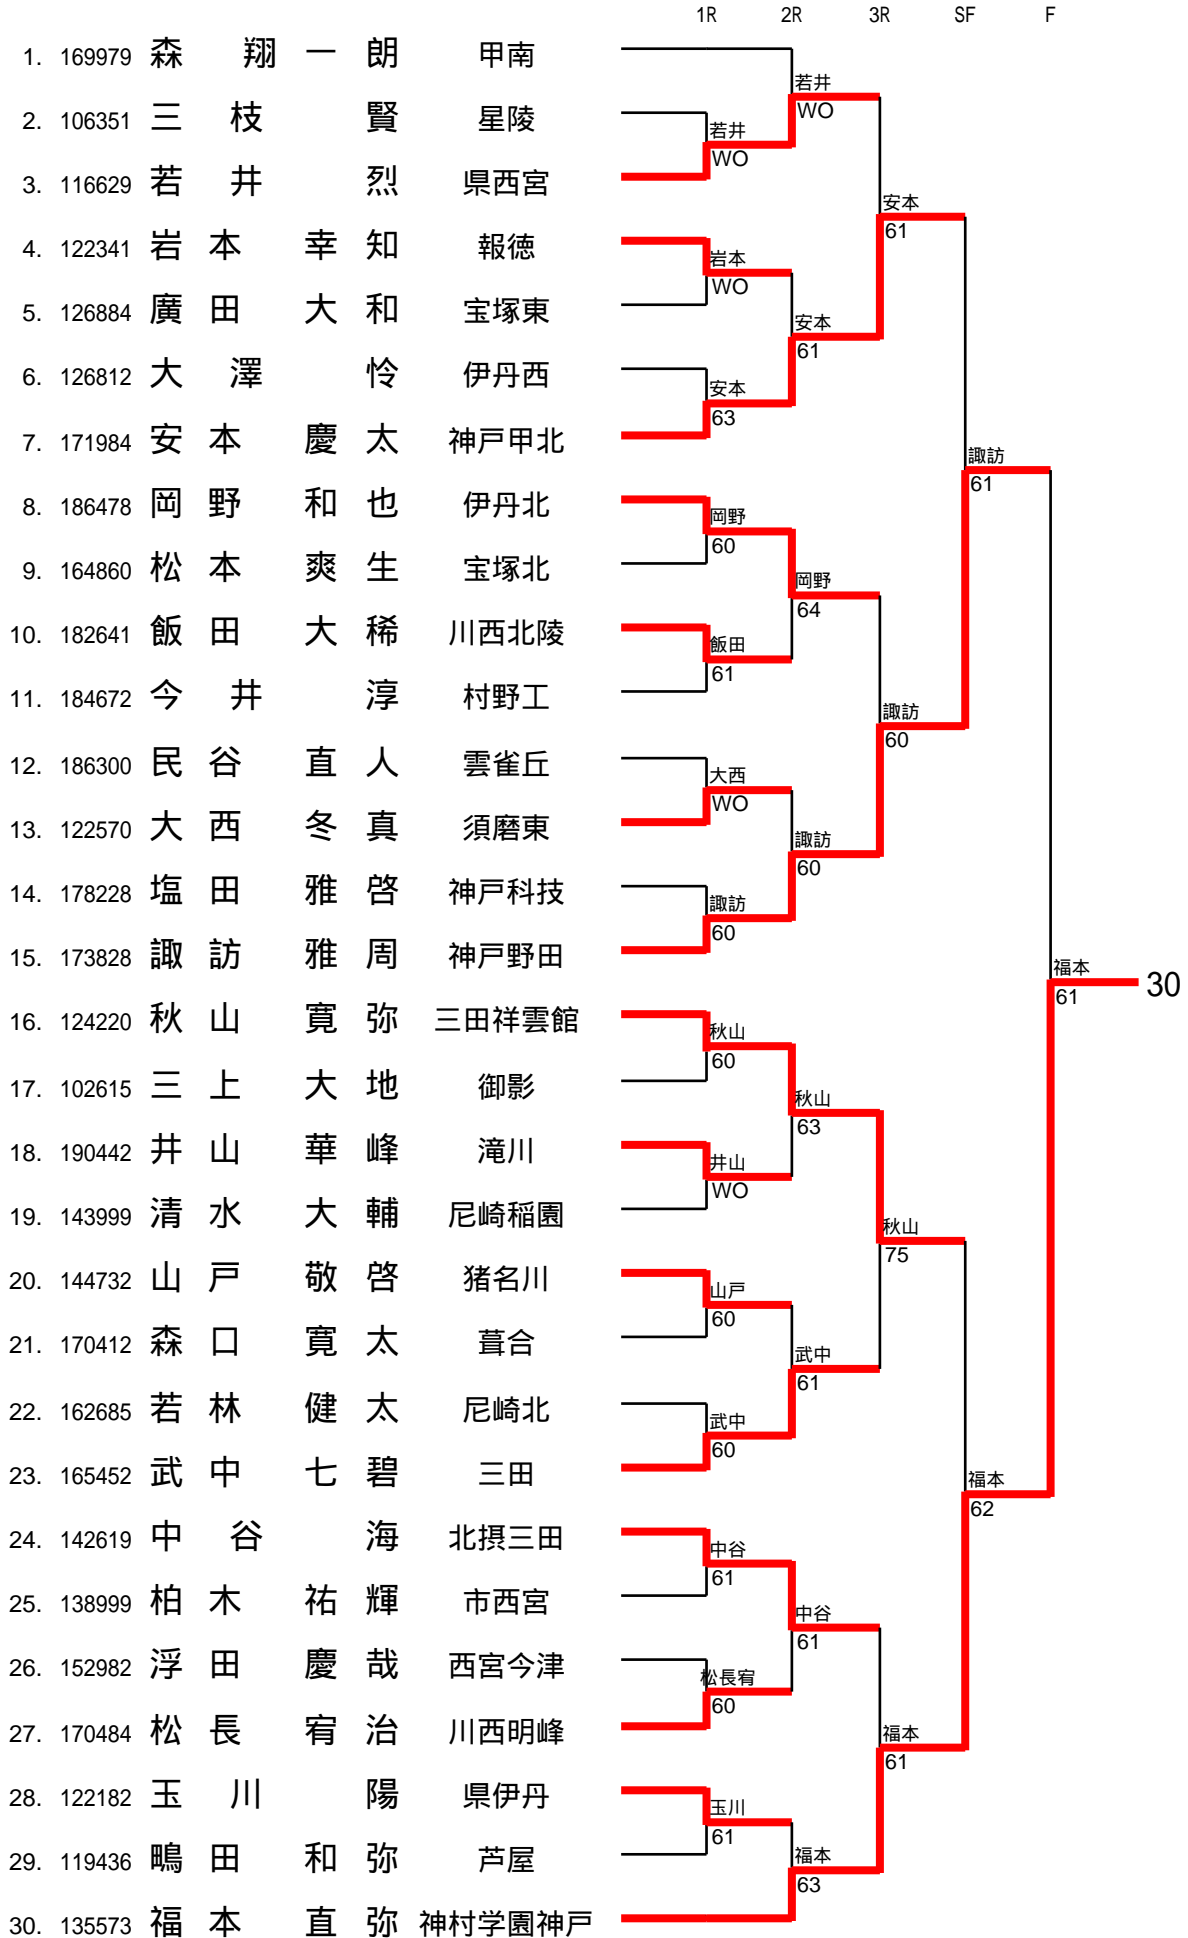 1R 2R 3R SF F
1. 169979 森 翔一朗 甲南
若井
2. 106351 三枝 賢 星陵
WO
若井
WO
3. 116629 若井 烈 県西宮
安本
61
4. 122341 岩本 幸知 報徳
岩本
WO
5. 126884 廣田 大和 宝塚東
安本
61
6. 126812 大澤 怜 伊丹西
安本
63
7. 171984 安本 慶太 神戸甲北
諏訪
61
8. 186478 岡野 和也 伊丹北
岡野
60
9. 164860 松本 爽生 宝塚北
岡野
64
10. 182641 飯田 大稀 川西北陵
飯田
61
11. 184672 今井 淳 村野工
諏訪
60
12. 186300 民谷 直人 雲雀丘
大西
WO
13. 122570 大西 冬真 須磨東
諏訪
60
14. 178228 塩田 雅啓 神戸科技
諏訪
60
15. 173828 諏訪 雅周 神戸野田
福本
61
30
16. 124220 秋山 寛弥 三田祥雲館
秋山
60
17. 102615 三上 大地 御影
秋山
63
18. 190442 井山 華峰 滝川
井山
WO
19. 143999 清水 大輔 尼崎稲園
秋山
75
20. 144732 山戸 敬啓 猪名川
山戸
60
21. 170412 森口 寛太 葺合
武中
61
22. 162685 若林 健太 尼崎北
武中
60
23. 165452 武中 七碧 三田
福本
62
24. 142619 中谷 海 北摂三田
中谷
61
25. 138999 柏木 祐輝 市西宮
中谷
61
26. 152982 浮田 慶哉 西宮今津
松長宥
60
27. 170484 松長 宥治 川西明峰
福本
61
28. 122182 玉川 陽 県伊丹
玉川
61
29. 119436 鴫田 和弥 芦屋
福本
63
30. 135573 福本 直弥 神村学園神戸